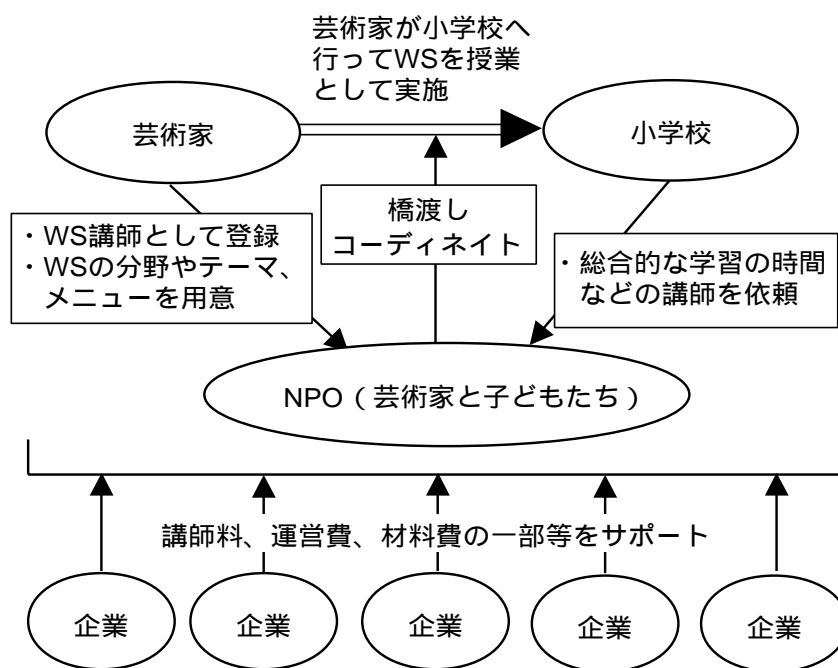 芸術家が小学校へ
行ってWSを授業
として実施
芸術家
小学校
・WS講師として登録
・WSの分野やテーマ、
メニューを用意
橋渡し
コーディネイト
・総合的な学習の時間
などの講師を依頼
NPO（芸術家と子どもたち）
講師料、運営費、材料費の一部等をサポート
企業
企業
企業
企業
企業